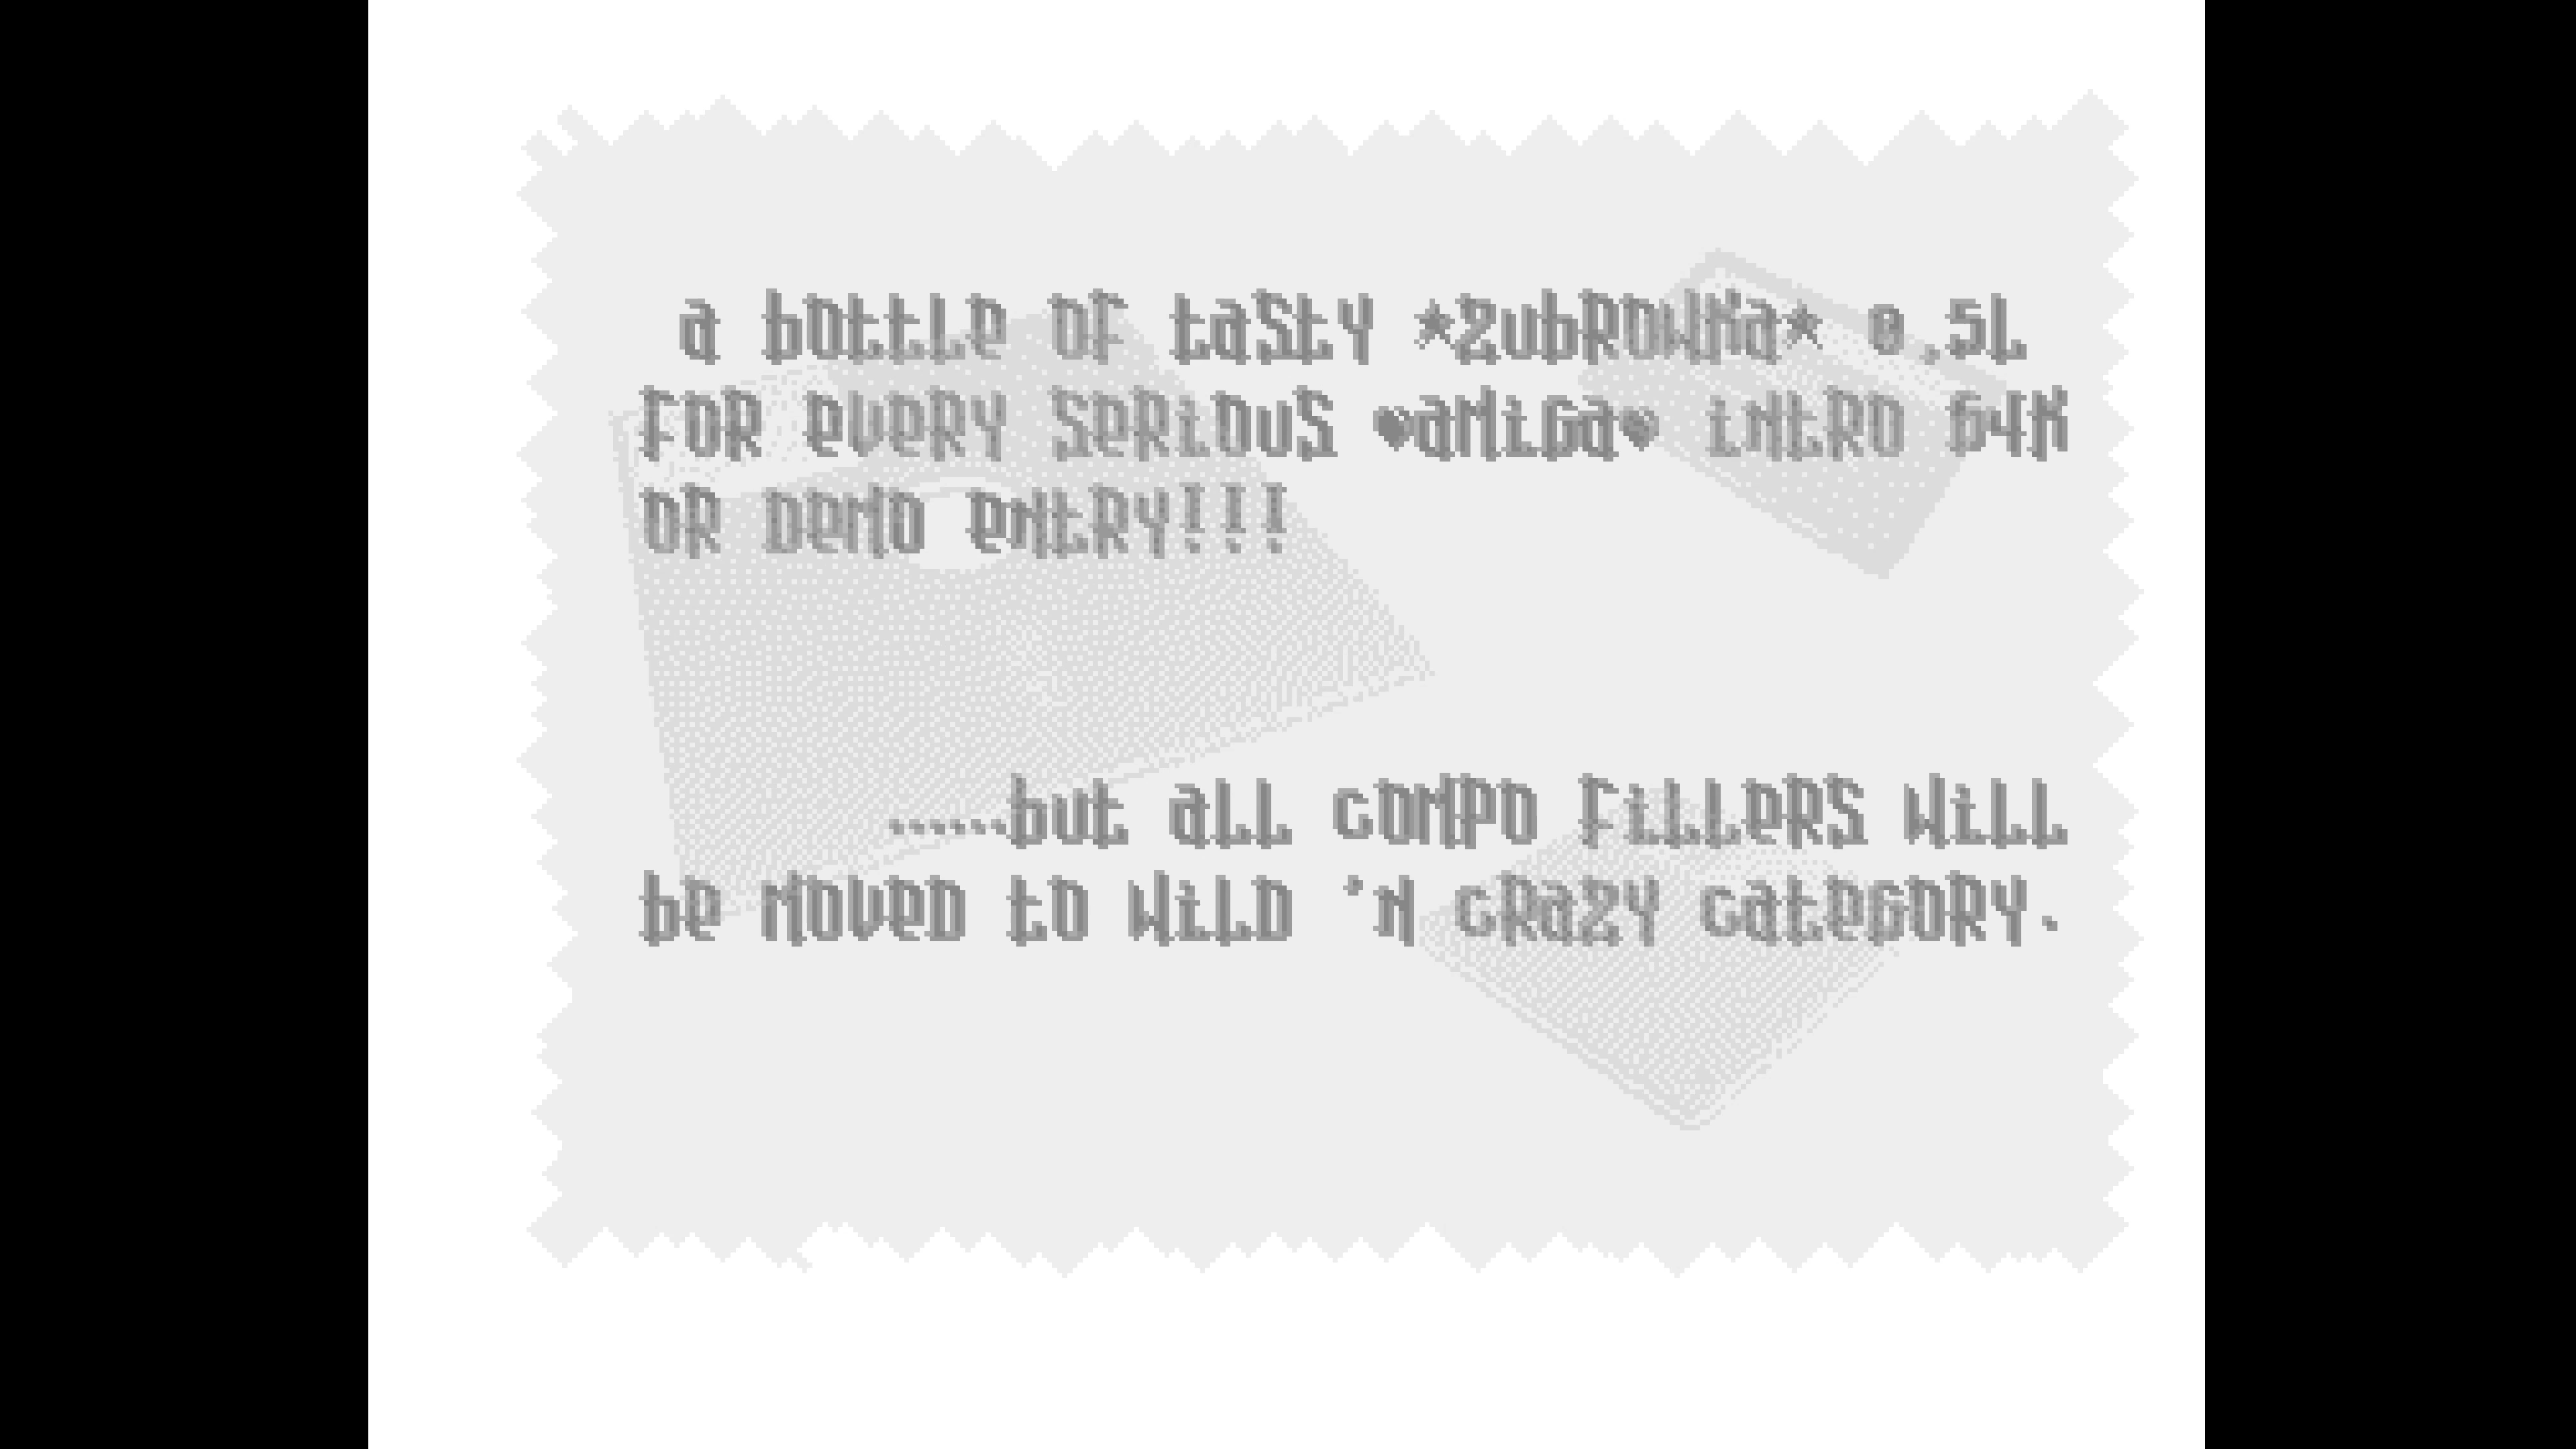 a bottLe OF taSty *ZubROWKa* 0.5L
FOR eveRy SeRiOuS ♥aMiGa♥ iNtRO 64K
OR DeMO eNtRy!!!
......but aLL COMPO FiLLeRS WiLL
be MOveD tO WiLD 'N CRaZy CateGORy.